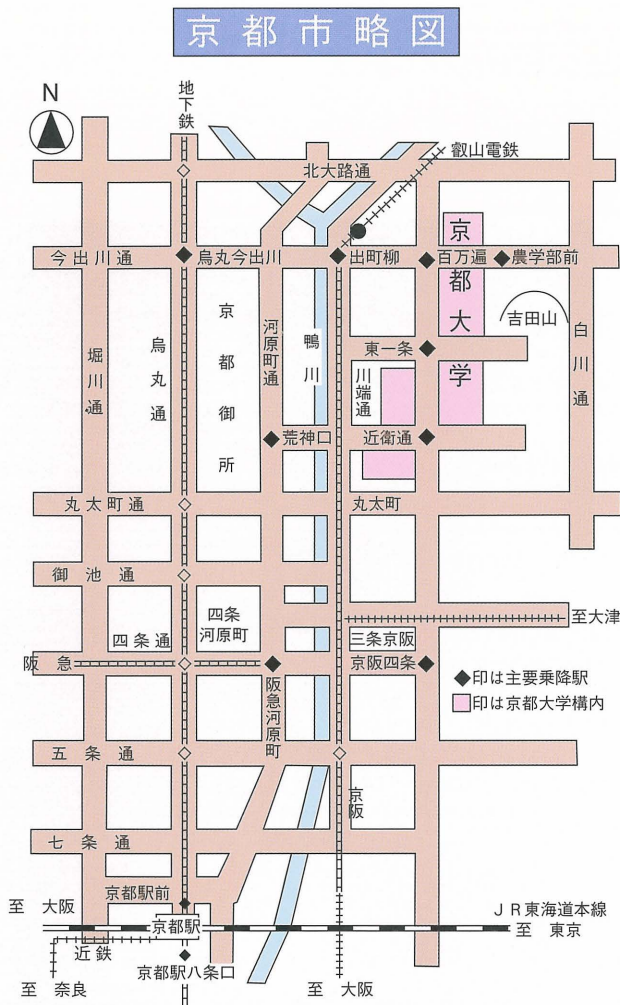 京都市略図
N
地下鉄
叡山電鉄
北大路通
今出川通
烏丸今出川
出町柳
百万遍
農学部前
京都大学
吉田山
白川通
堀川通
烏丸通
京都御所
河原町通
鴨川
川端通
東一条
荒神口
近衛通
丸太町通
丸太町
御池通
四条通
四条
河原町
三条京阪
至大津
阪急
阪急河原町
京阪四条
◆印は主要乗降駅
印は京都大学構内
五条通
京阪
七条通
京都駅前
至 大阪
京都駅
JR東海道本線
至 東京
近鉄
京都駅八条口
至 奈良
至 大阪